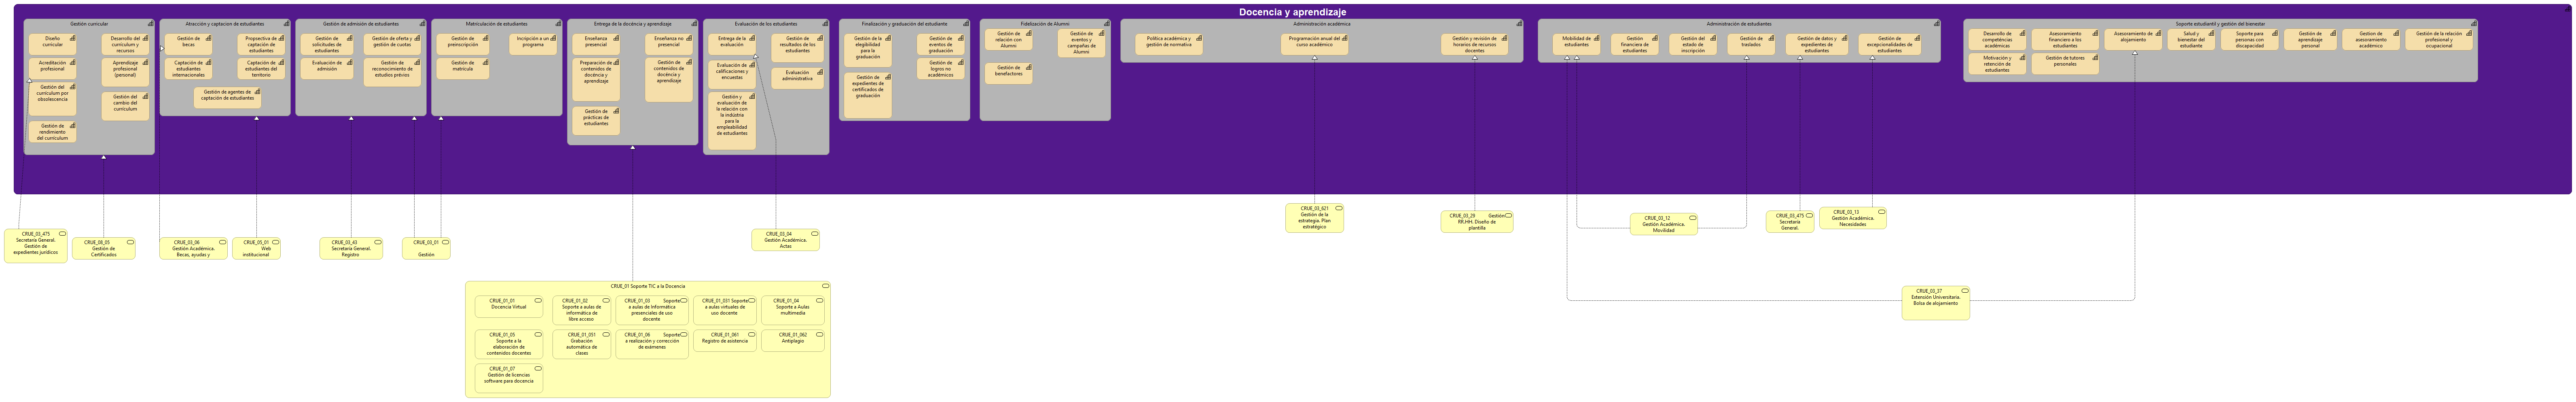 Docencia y aprendizaje
Gestión curricular
Diseño
curricular
Desarrollo del
currículum y
recursos
Acreditación
profesional
Aprendizaje
profesional
(personal)
Gestión del
currículum por
obsolescencia
Gestión del
cambio del
currículum
Gestión de
rendimiento
del currículum
Atracción y captacion de estudiantes
Gestión de
becas
Propsectiva de
captación de
estudiantes
Captación de
estudiantes
internacionales
Captación de
estudiantes del
territorio
Gestión de agentes de
captación de estudiantes
Gestión de admisión de estudiantes
Gestión de
solicitudes de
estudiantes
Gestión de oferta y
gestión de cuotas
Evaluación de
admisión
Gestión de
reconocimiento de
estudios prévios
Matriculación de estudiantes
Gestión de
preinscripción
Incipción a un
programa
Gestión de
matrícula
Entrega de la docéncia y aprendizaje
Enseñanza
presencial
Enseñanza no
presencial
Preparación de
contenidos de
docéncia y
aprendizaje
Gestión de
contenidos de
docéncia y
aprendizaje
Gestión de
prácticas de
estudiantes
Evaluación de los estudiantes
Entrega de la
evaluación
Gestión de
resultados de los
estudiantes
Evaluación de
calificaciones y
encuestas
Evaluación
administrativa
Gestión y
evaluación de
la relación con
la indústria
para la
empleabilidad
de estudiantes
Finalización y graduación del estudiante
Gestión de la
elegibilidad
para la
graduación
Gestión de
eventos de
graduación
Gestión de
logros no
académicos
Gestión de
expedientes de
certificados de
graduación
Fidelización de Alumni
Gestión de
relación con
Alumni
Gestión de
eventos y
campañas de
Alumni
Gestión de
benefactores
Administración académica
Política académica y
gestión de normativa
Programación anual del
curso académico
Gestión y revisión de
horarios de recursos
docentes
Administración de estudiantes
Mobilidad de
estudiantes
Gestión
financiera de
estudiantes
Gestión del
estado de
inscripción
Gestión de
traslados
Gestión de datos y
expedientes de
estudiantes
Gestión de
excepcionalidades de
estudiantes
Soporte estudiantil y gestión del bienestar
Desarollo de
competéncias
académicas
Asesoramiento
financiero a los
estudiantes
Asesoramiento de
alojamiento
Salud y
bienestar del
estudiante
Soporte para
personas con
discapacidad
Gestión de
aprendizaje
personal
Gestion de
asesoramiento
académico
Gestión de la relación
profesional y
ocupacional
Motivación y
retención de
estudiantes
Gestión de tutores
personales
CRUE_03_475
Secretaria General.
Gestión de
expedientes jurídicos
CRUE_08_05
Gestión de
Certificados
CRUE_03_06
Gestión Académica.
Becas, ayudas y
CRUE_05_01
Web
institucional
CRUE_03_43
Secretaria General.
Registro
CRUE_03_01
Gestión
CRUE_03_04
Gestión Académica.
Actas
CRUE_03_621
Gestión de la
estrategia. Plan
estratégico
CRUE_03_29 Gestión
RR.HH. Diseño de
plantilla
CRUE_03_12
Gestión Académica.
Movilidad
CRUE_03_475
Secretaria
General.
CRUE_03_13
Gestión Académica.
Necesidades
CRUE_03_37
Extensión Universitaria.
Bolsa de alojamiento
CRUE_01 Soporte TIC a la Docencia
CRUE_01_01
Docencia Virtual
CRUE_01_02
Soporte a aulas de
informática de
libre acceso
CRUE_01_03 Soporte
a aulas de Informática
presenciales de uso
docente
CRUE_01_031 Soporte
a aulas virtuales de
uso docente
CRUE_01_04
Soporte a Aulas
multimedia
CRUE_01_05
Soporte a la
elaboración de
contenidos docentes
CRUE_01_051
Grabación
automática de
clases
CRUE_01_06 Soporte
a realización y corrección
de exámenes
CRUE_01_061
Registro de asistencia
CRUE_01_062
Antiplagio
CRUE_01_07
Gestión de licencias
software para docencia